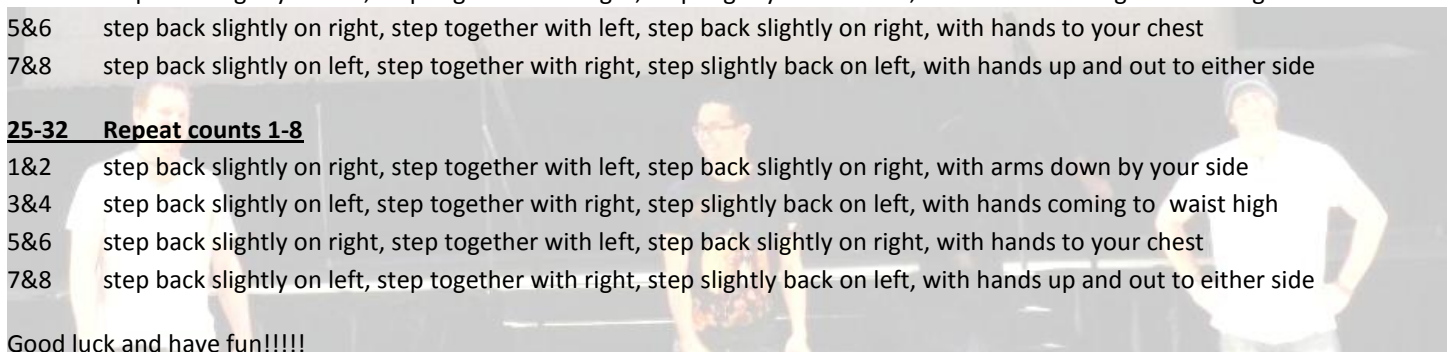 5&6 step back slightly on right, step together with left, step back slightly on right, with hands to your chest
7&8 step back slightly on left, step together with right, step slightly back on left, with hands up and out to either side
25-32 Repeat counts 1-8
1&2 step back slightly on right, step together with left, step back slightly on right, with arms down by your side
3&4 step back slightly on left, step together with right, step slightly back on left, with hands coming to waist high
5&6 step back slightly on right, step together with left, step back slightly on right, with hands to your chest
7&8 step back slightly on left, step together with right, step slightly back on left, with hands up and out to either side
Good luck and have fun!!!!!